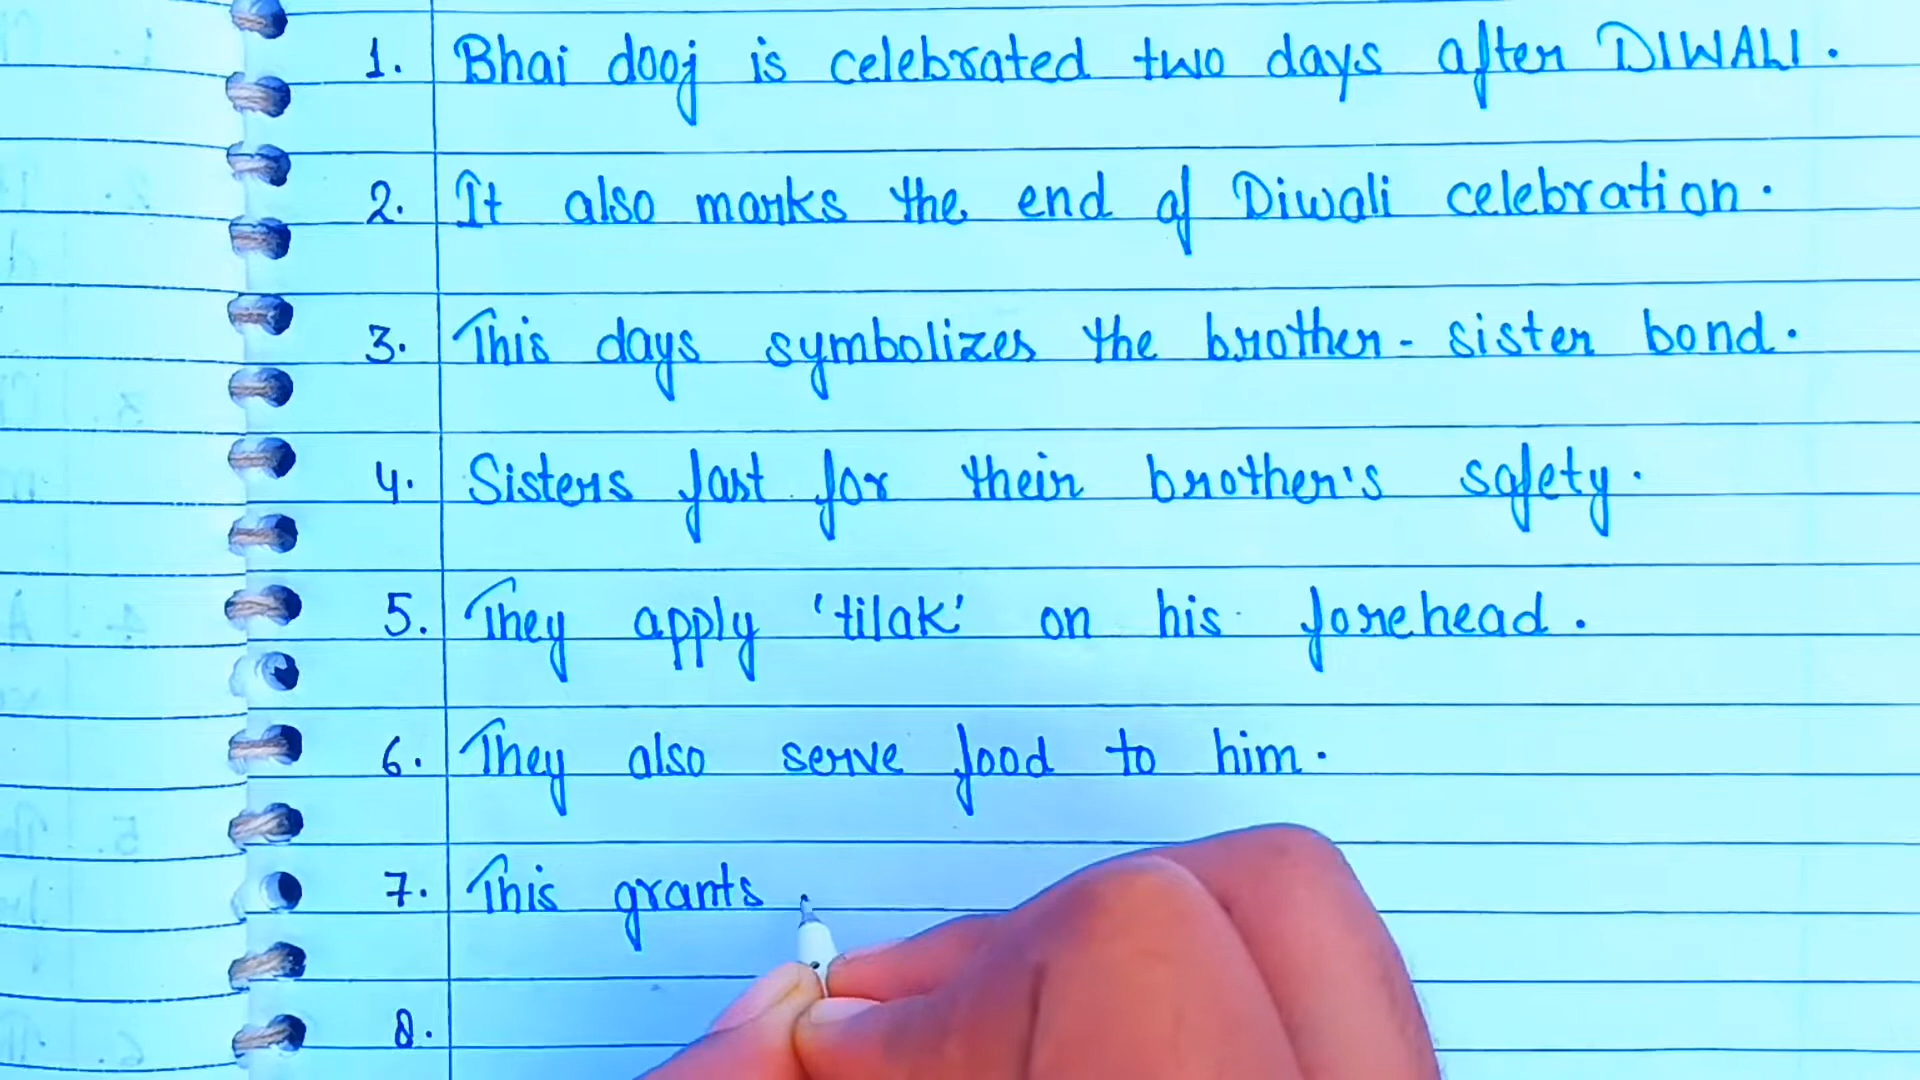 1. Bhai dooj is celebrated two days after DIWALI.
2. It also marks the end of Diwali celebration.
3. This days symbolizes the brother-sister bond.
4. Sisters fast for their brother's safety.
5. They apply 'tilak' on his forehead.
6. They also serve food to him.
7. This grants
8.